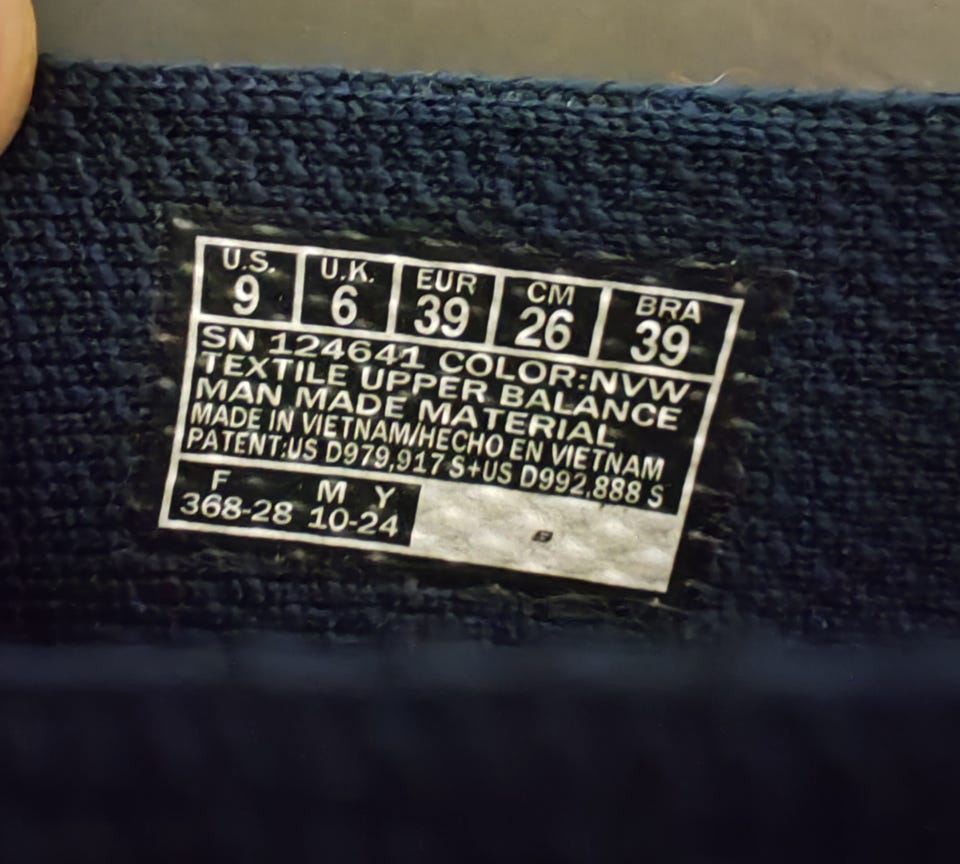 U.S. U.K. EUR CM BRA
9 6 39 26 39
SN 124641 COLOR:NVW
TEXTILE UPPER BALANCE
MAN MADE MATERIAL
MADE IN VIETNAM/HECHO EN VIETNAM
PATENT:US D979,917 S+US D992,888 S
F M Y
368-28 10-24